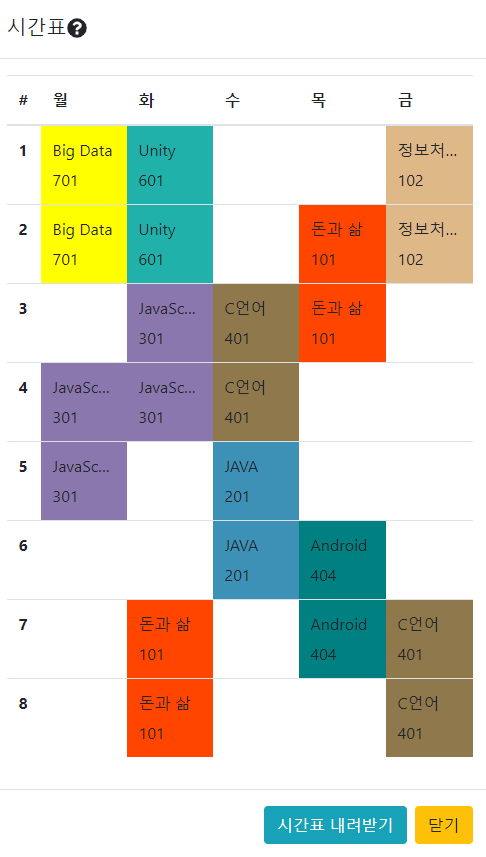 시간표?
# 월 화 수 목 금
1 Big Data Unity 정보처...
701 601 102
2 Big Data Unity 돈과 삶 정보처...
701 601 101 102
3 JavaSc... C언어 돈과 삶
301 401 101
4 JavaSc... JavaSc... C언어
301 301 401
5 JavaSc... JAVA
301 201
6 JAVA Android
201 404
7 돈과 삶 Android C언어
101 404 401
8 돈과 삶 C언어
101 401
시간표 내려받기 닫기